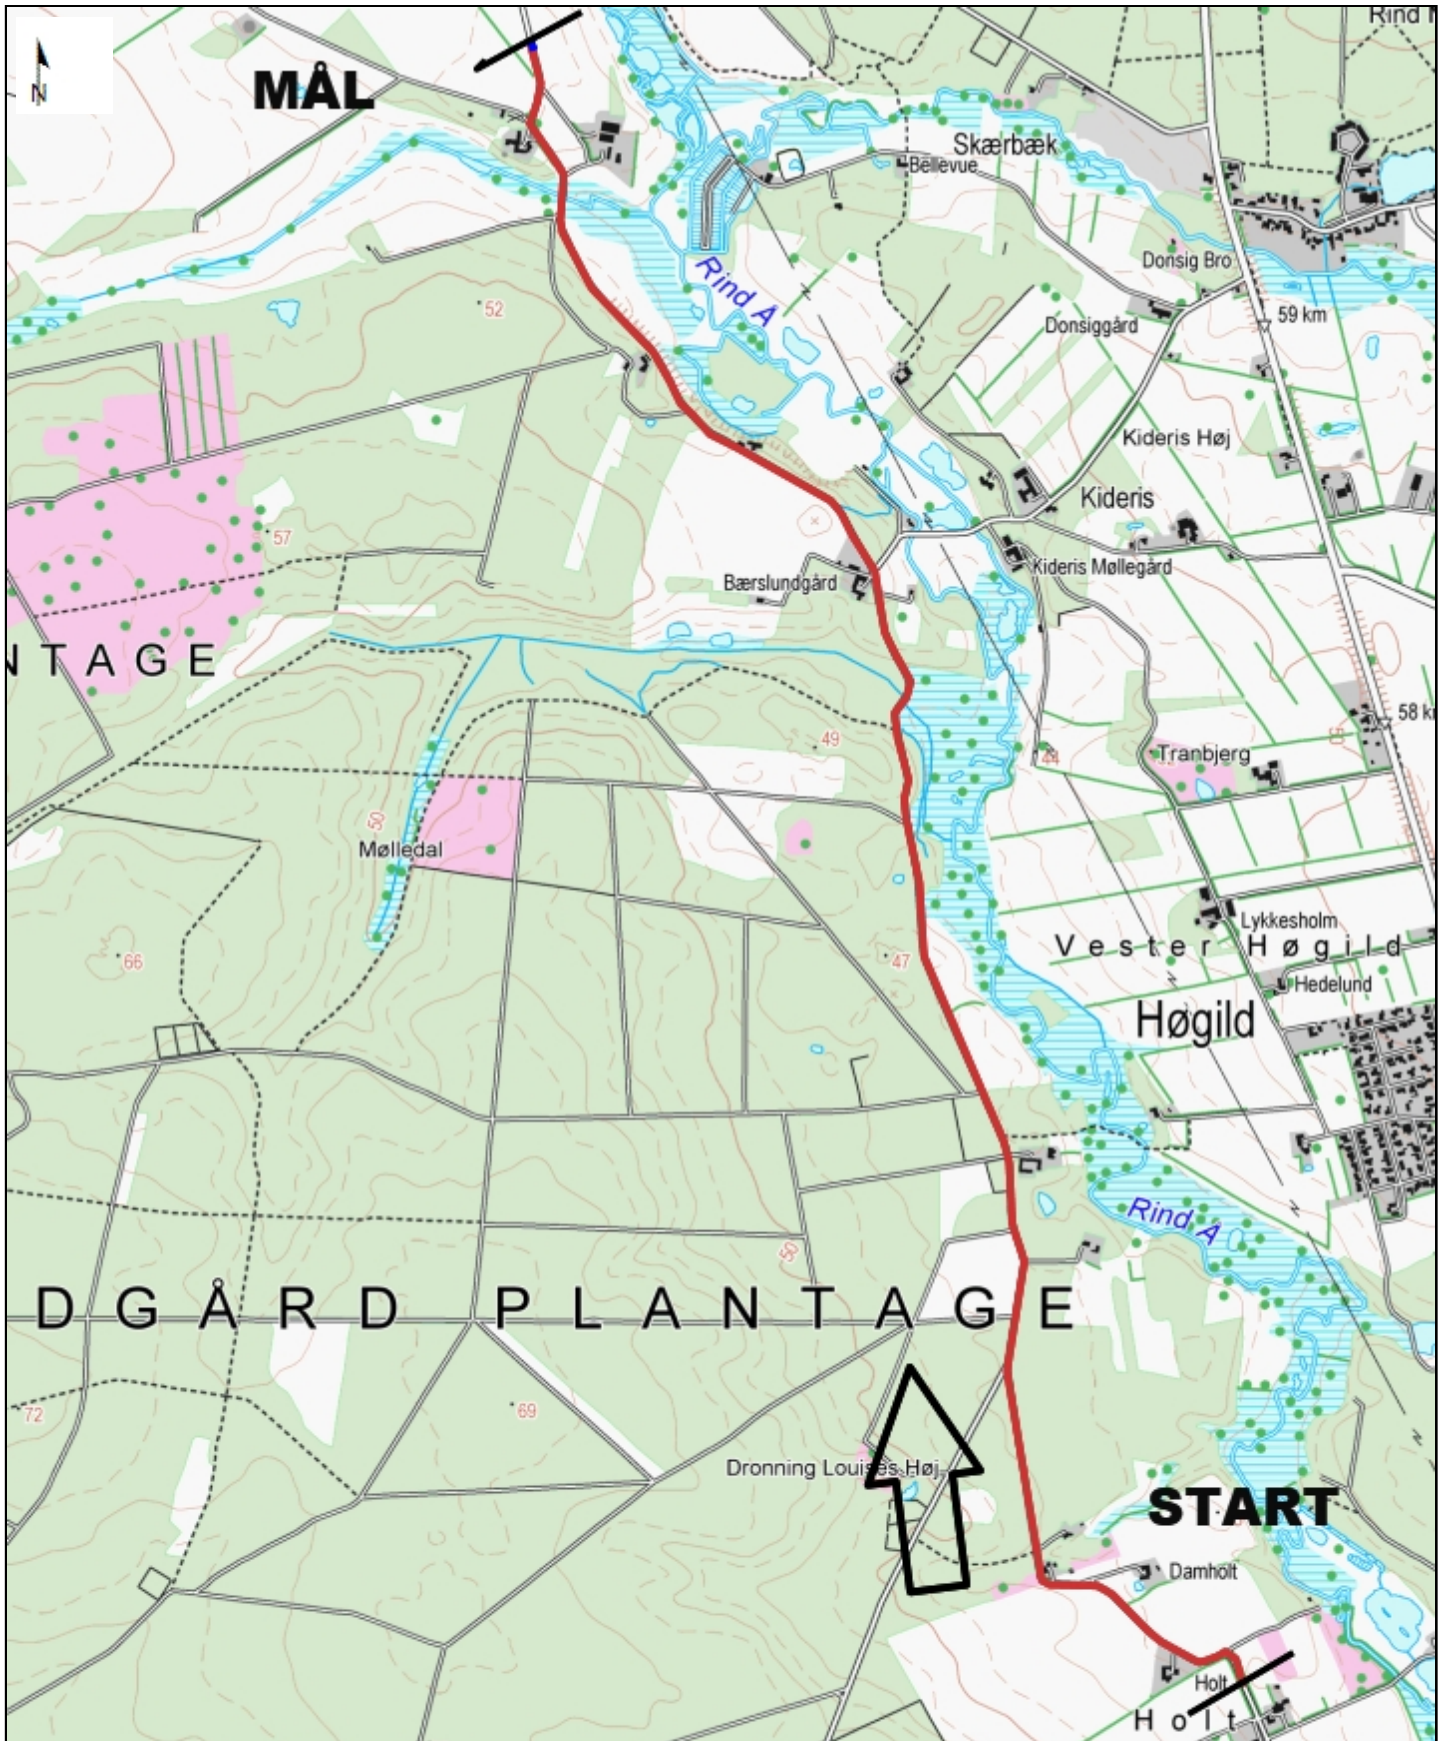 Rind
N
MÅL
Skærbæk
Bellevue
Donsig Bro
Rind Å
52
59 km
Donsiggård
Kideris Høj
Kideris
57
Kideris Møllegård
Bærslundgård
NTAGE
58 k
50
49
Tranbjerg
44
50
Mølledal
Lykkesholm
Vester Høgild
66
47
Hedelund
Høgild
Rind Å
50
DGÅRD PLANTAGE
72
69
Dronning Louises Høj
START
Damholt
Holt
Holt